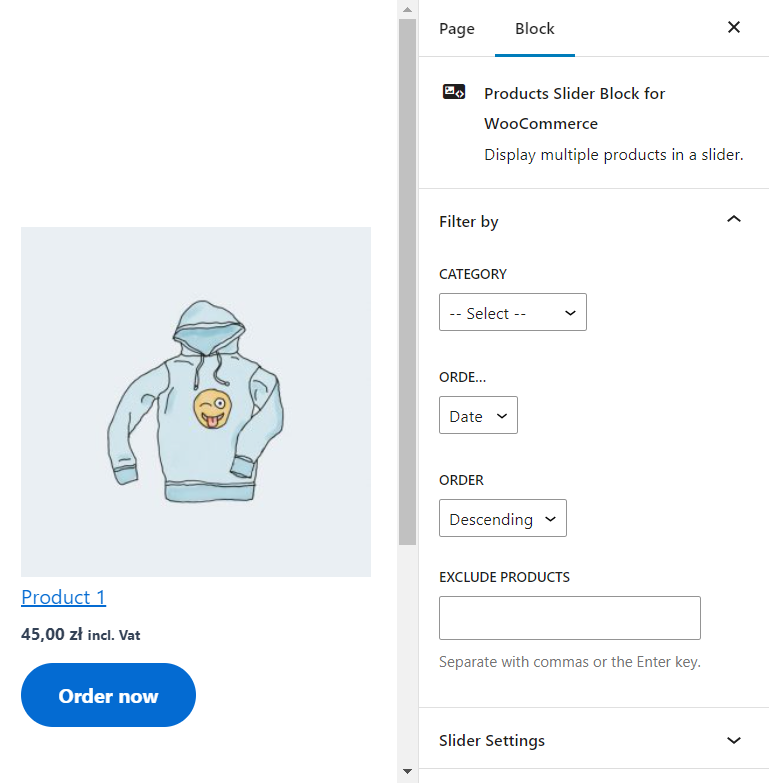 Page
Block
Products Slider Block for
WooCommerce
Display multiple products in a slider.
Filter by
CATEGORY
-- Select --
ORDE...
Date
ORDER
Descending
EXCLUDE PRODUCTS
Separate with commas or the Enter key.
Slider Settings
Product 1
45,00 zł incl. Vat
Order now